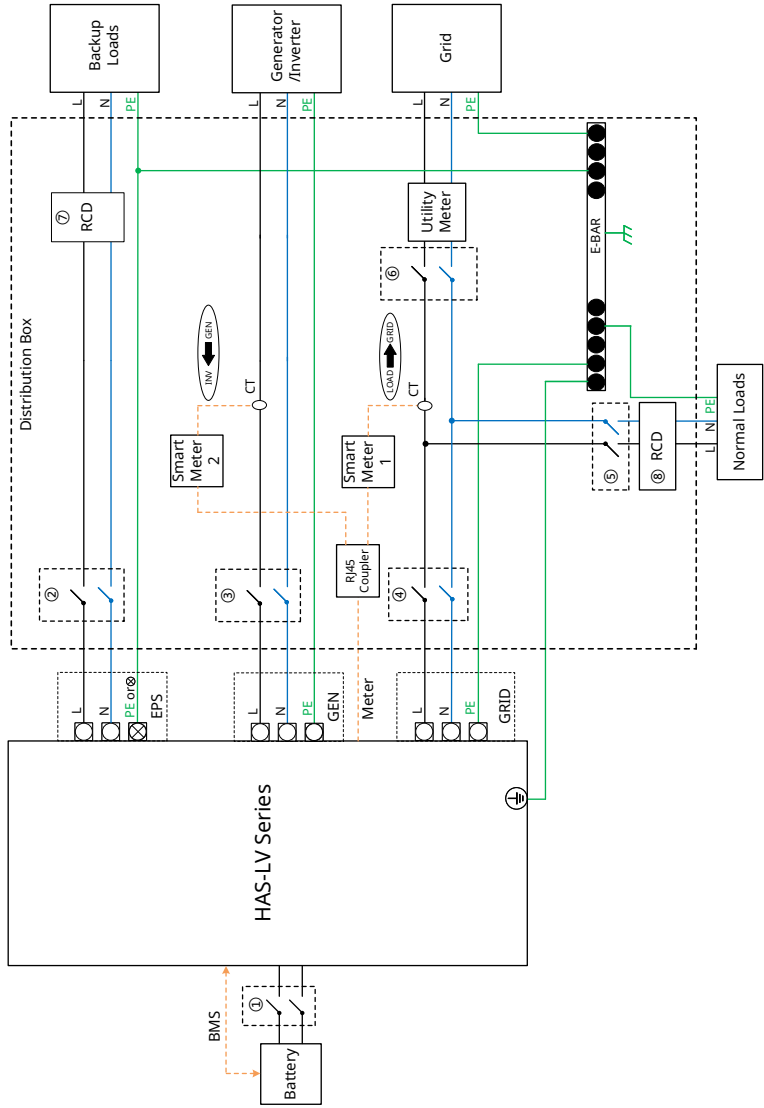 Backup
Loads
Generator
/Inverter
Grid
L
N
PE
L
N
PE
L
N
PE
Distribution Box
⑦
RCD
Utility
Meter
⑥
E-BAR
INV
GEN
LOAD
GRID
CT
CT
Smart
Meter
2
Smart
Meter
1
RJ45
Coupler
②
③
④
⑤
⑧
RCD
L
N
PE
Normal Loads
L
N
PE or⊗
EPS
L
N
PE
GEN
Meter
L
N
PE
GRID
HAS-LV Series
BMS
①
Battery